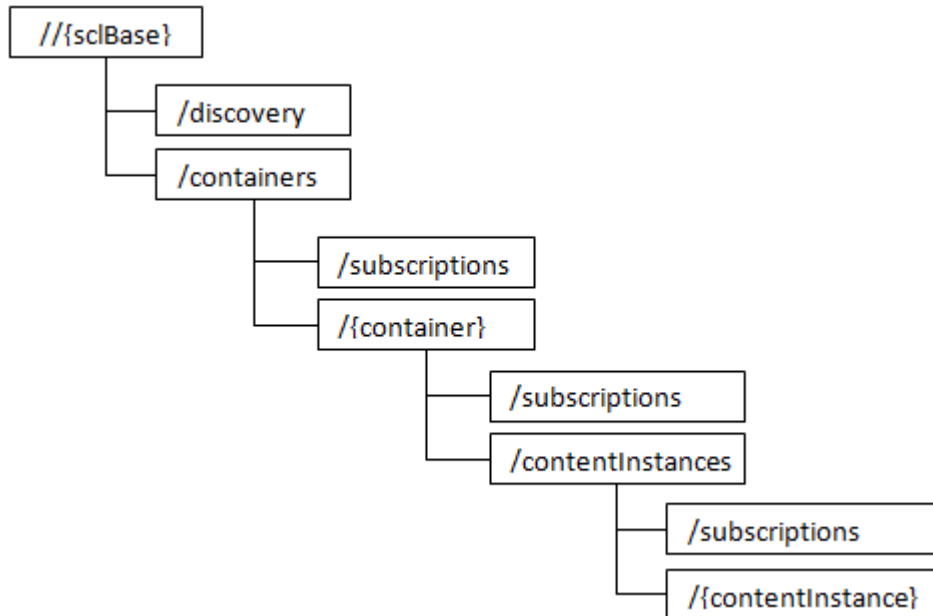 //{sclBase}
/discovery
/containers
/subscriptions
/{container}
/subscriptions
/contentInstances
/subscriptions
/{contentInstance}